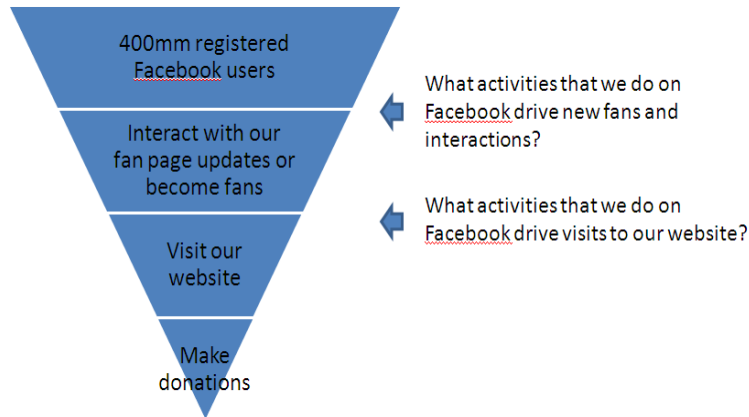 400mm registered
Facebook users
What activities that we do on
Facebook drive new fans and
interactions?
Interact with our
fan page updates or
become fans
What activities that we do on
Facebook drive visits to our website?
Visit our
website
Make
donations